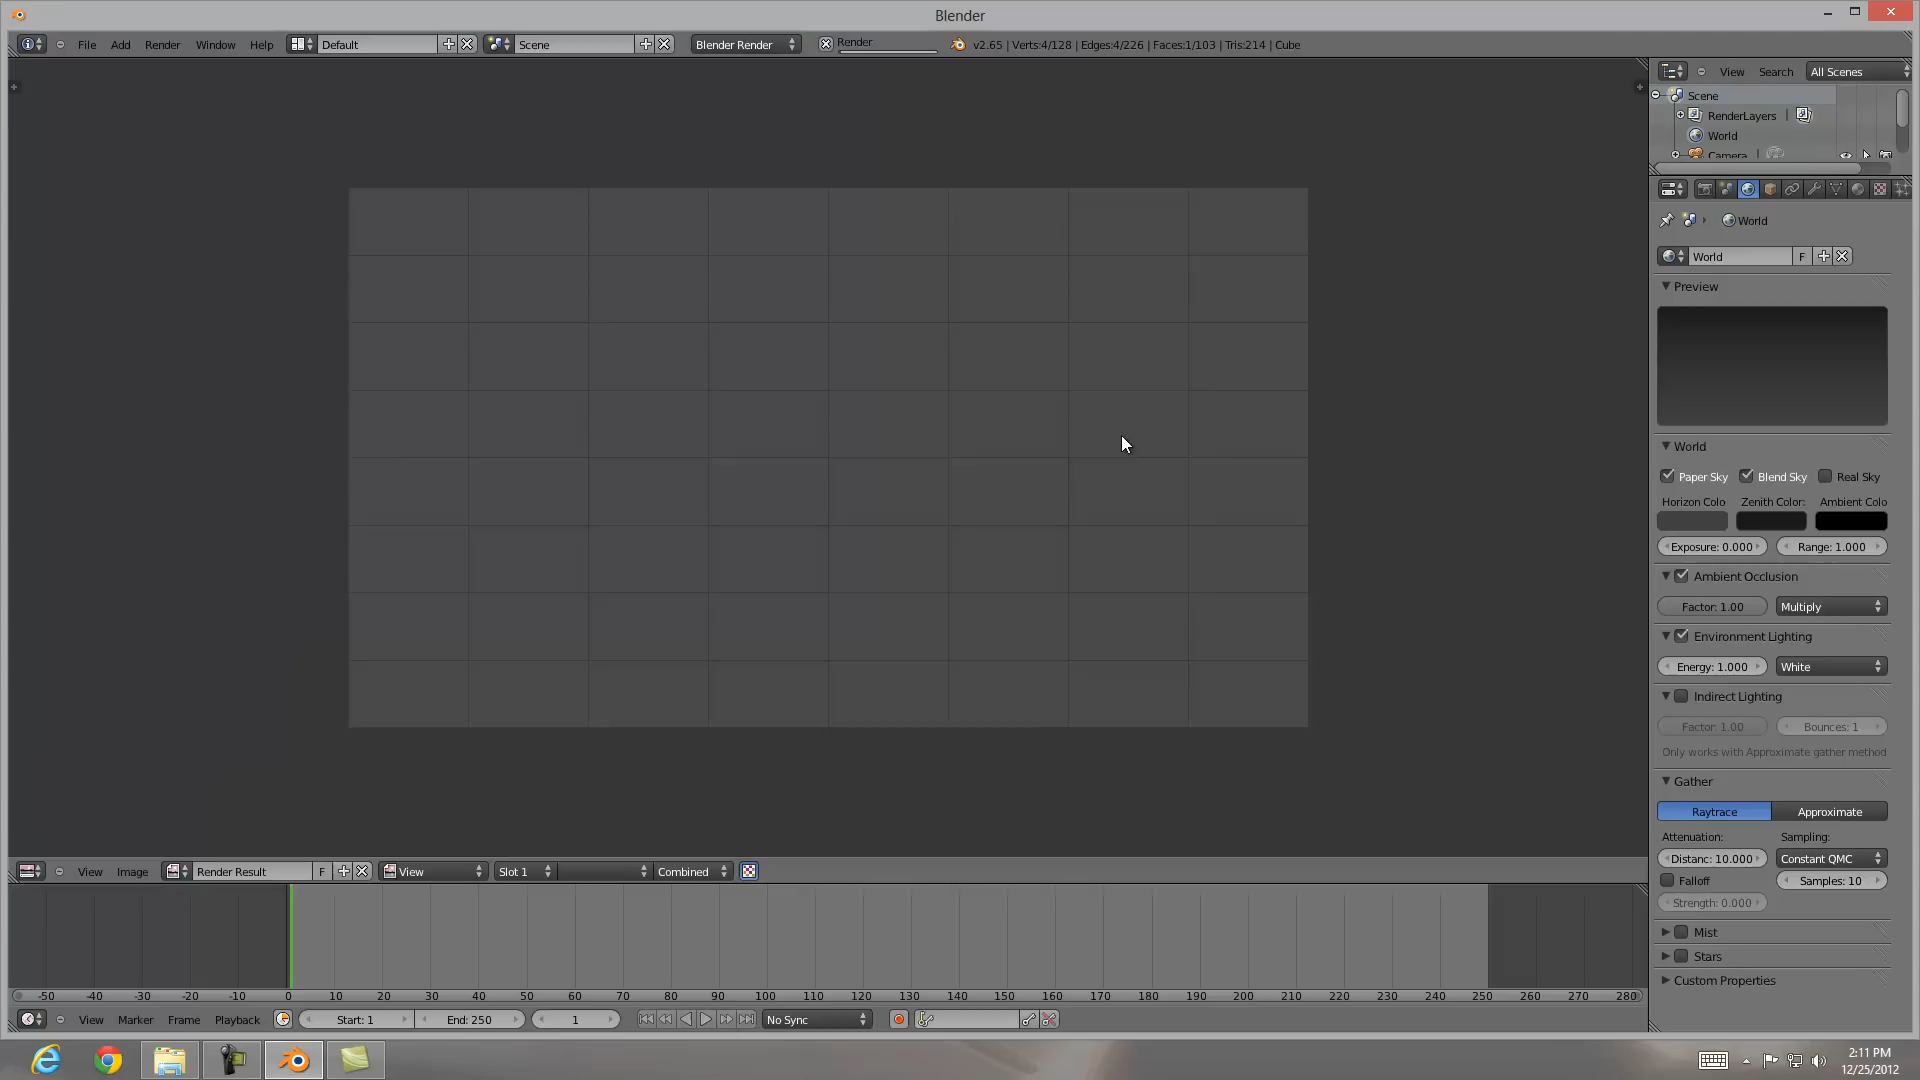 Blender
File Add Render Window Help Default Scene Blender Render Render v2.65 | Verts:4/128 | Edges:4/226 | Faces:1/103 | Tris:214 | Cube
View Search All Scenes
Scene
RenderLayers
World
Camera
World
World F
Preview
World
Paper Sky Blend Sky Real Sky
Horizon Colo Zenith Color: Ambient Colo
Exposure: 0.000 Range: 1.000
Ambient Occlusion
Factor: 1.00 Multiply
Environment Lighting
Energy: 1.000 White
Indirect Lighting
Factor: 1.00 Bounces: 1
Only works with Approximate gather method
Gather
Raytrace Approximate
Attenuation: Sampling:
Distanc: 10.000 Constant QMC
Falloff Samples: 10
Strength: 0.000
Mist
Stars
Custom Properties
View Image Render Result F View Slot 1 Combined
-50 -40 -30 -20 -10 0 10 20 30 40 50 60 70 80 90 100 110 120 130 140 150 160 170 180 190 200 210 220 230 240 250 260 270 280
View Marker Frame Playback Start: 1 End: 250 1 No Sync
2:11 PM
12/25/2012